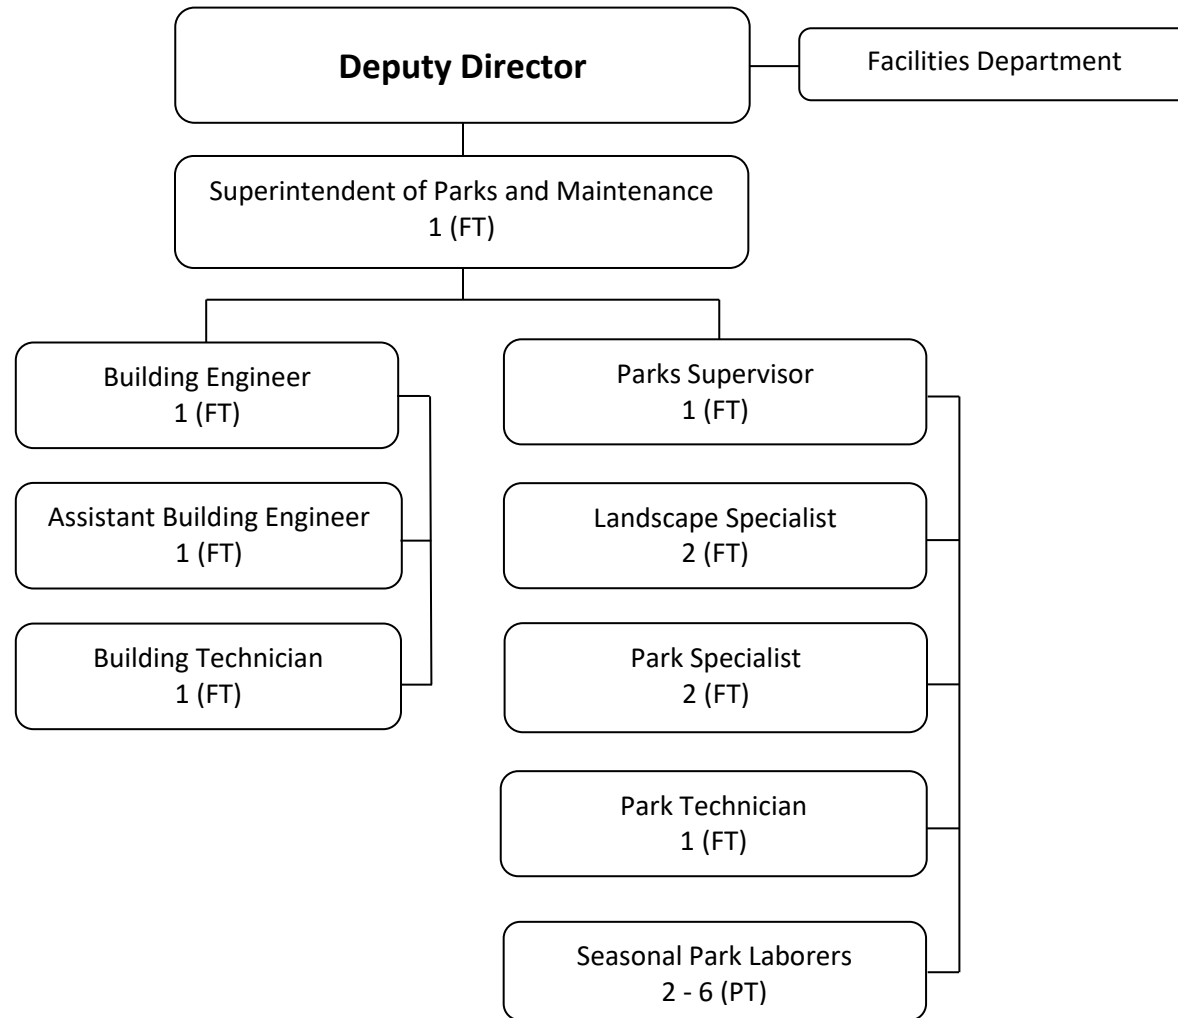 Deputy Director
Facilities Department
Superintendent of Parks and Maintenance
1 (FT)
Building Engineer
1 (FT)
Assistant Building Engineer
1 (FT)
Building Technician
1 (FT)
Parks Supervisor
1 (FT)
Landscape Specialist
2 (FT)
Park Specialist
2 (FT)
Park Technician
1 (FT)
Seasonal Park Laborers
2 - 6 (PT)